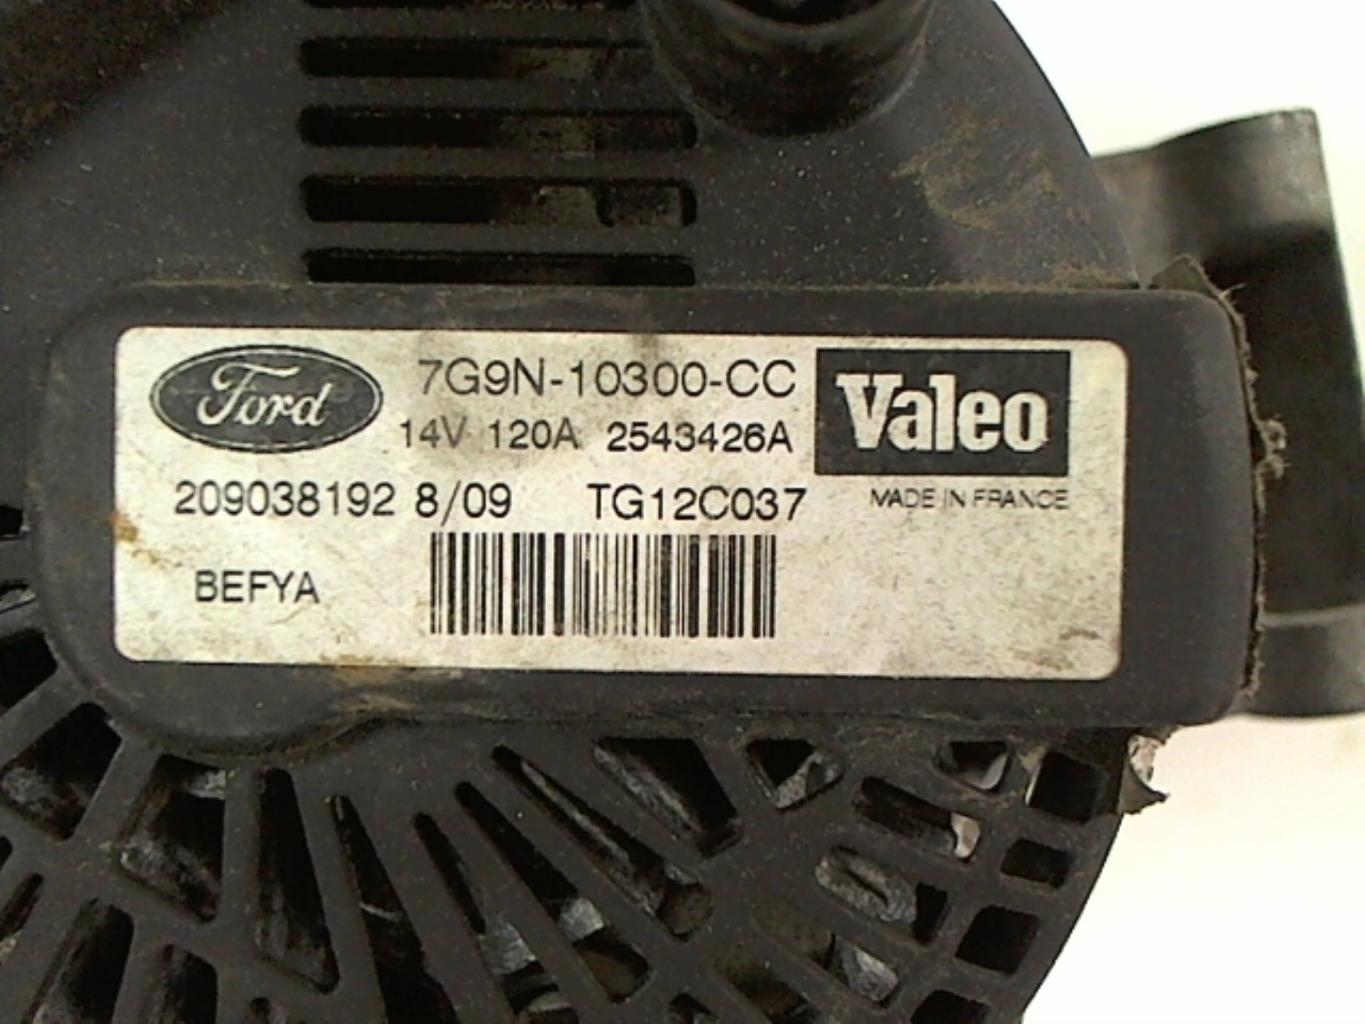 Ford 7G9N-10300-CC Valeo
14V 120A 2543426A
209038192 8/09 TG12C037 MADE IN FRANCE
BEFYA